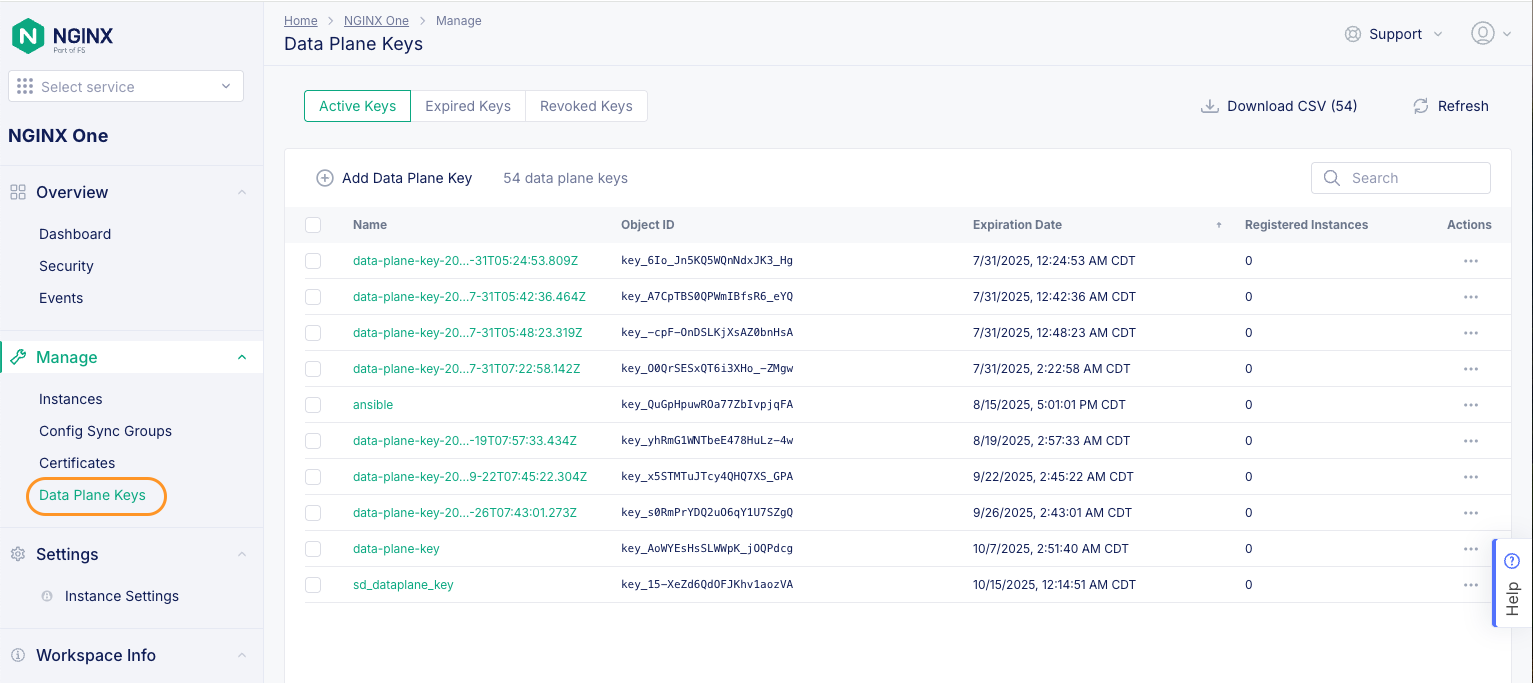 NGINX
Part of F5
Select service
NGINX One
Overview
Dashboard
Security
Events
Manage
Instances
Config Sync Groups
Certificates
Data Plane Keys
Settings
Instance Settings
Workspace Info
Home > NGINX One > Manage
Data Plane Keys
Support
Active Keys Expired Keys Revoked Keys
Download CSV (54) Refresh
Add Data Plane Key 54 data plane keys Search
Name Object ID Expiration Date Registered Instances Actions
data-plane-key-20...-31T05:24:53.809Z key_6Io_Jn5KQ5WQnNdxJK3_Hg 7/31/2025, 12:24:53 AM CDT 0
data-plane-key-20...7-31T05:42:36.464Z key_A7CpTBS0QPWmIBfsR6_eYQ 7/31/2025, 12:42:36 AM CDT 0
data-plane-key-20...7-31T05:48:23.319Z key_-cpF-OnDSLKjXsAZ0bnHsA 7/31/2025, 12:48:23 AM CDT 0
data-plane-key-20...7-31T07:22:58.142Z key_O0QrSESxQT6i3XHo_-ZMgw 7/31/2025, 2:22:58 AM CDT 0
ansible key_QuGpHpuwROa77ZbIvpjqFA 8/15/2025, 5:01:01 PM CDT 0
data-plane-key-20...-19T07:57:33.434Z key_yhRmG1WNTbeE478HuLz-4w 8/19/2025, 2:57:33 AM CDT 0
data-plane-key-20...9-22T07:45:22.304Z key_x5STMTuJTcy4QHQ7XS_GPA 9/22/2025, 2:45:22 AM CDT 0
data-plane-key-20...-26T07:43:01.273Z key_s0RmPrYDQ2uO6qY1U7SZgQ 9/26/2025, 2:43:01 AM CDT 0
data-plane-key key_AoWYEsHsSLWWpK_jOQPdcg 10/7/2025, 2:51:40 AM CDT 0
sd_dataplane_key key_15-XeZd6QdOFJKhv1aozVA 10/15/2025, 12:14:51 AM CDT 0
Help